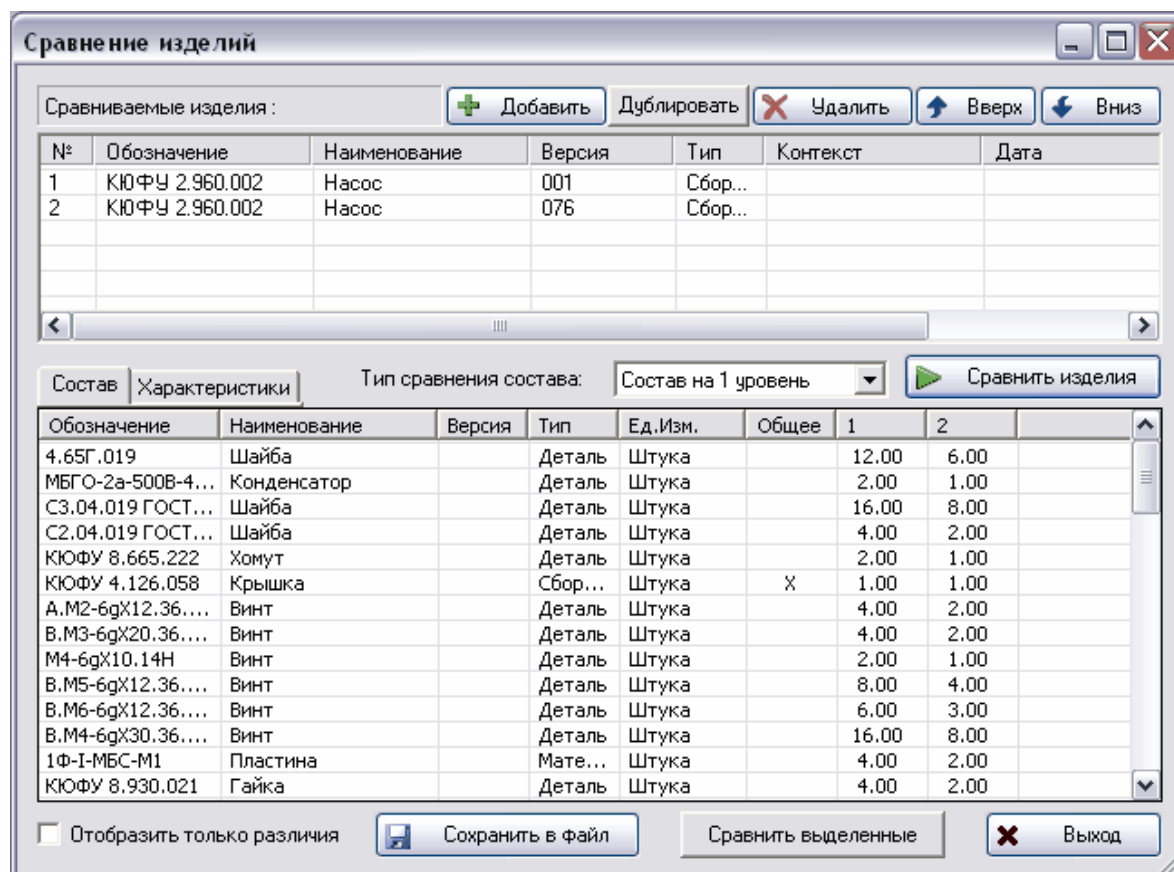 Сравнение изделий
Сравниваемые изделия : Добавить Дублировать Удалить Вверх Вниз
№ Обозначение Наименование Версия Тип Контекст Дата
1 КЮФУ 2.960.002 Насос 001 Сбор...
2 КЮФУ 2.960.002 Насос 076 Сбор...
Состав Характеристики Тип сравнения состава: Состав на 1 уровень Сравнить изделия
Обозначение Наименование Версия Тип Ед.Изм. Общее 1 2
4.65Г.019 Шайба Деталь Штука 12.00 6.00
МБГО-2а-500В-4... Конденсатор Деталь Штука 2.00 1.00
С3.04.019 ГОСТ... Шайба Деталь Штука 16.00 8.00
С2.04.019 ГОСТ... Шайба Деталь Штука 4.00 2.00
КЮФУ 8.665.222 Хомут Деталь Штука 2.00 1.00
КЮФУ 4.126.058 Крышка Сбор... Штука X 1.00 1.00
А.М2-6gX12.36.... Винт Деталь Штука 4.00 2.00
В.М3-6gX20.36.... Винт Деталь Штука 4.00 2.00
М4-6gX10.14Н Винт Деталь Штука 2.00 1.00
В.М5-6gX12.36.... Винт Деталь Штука 8.00 4.00
В.М6-6gX12.36.... Винт Деталь Штука 6.00 3.00
В.М4-6gX30.36.... Винт Деталь Штука 16.00 8.00
1Ф-I-МБС-М1 Пластина Мате... Штука 4.00 2.00
КЮФУ 8.930.021 Гайка Деталь Штука 4.00 2.00
Отобразить только различия Сохранить в файл Сравнить выделенные Выход